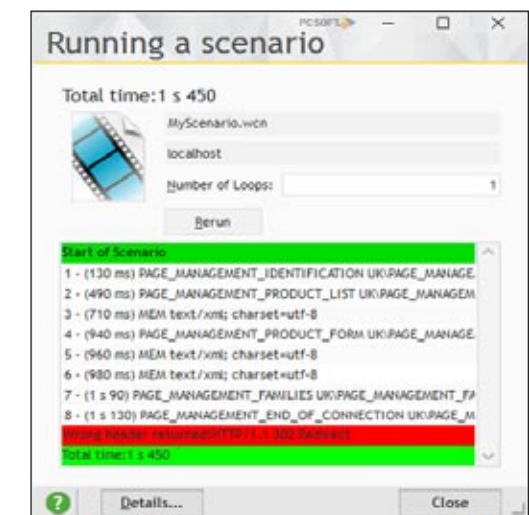 PC SOFT
Running a scenario
Total time:1 s 450
MyScenario.wcn
localhost
Number of Loops: 1
Rerun
Start of Scenario
1 - (130 ms) PAGE_MANAGEMENT_IDENTIFICATION UK\PAGE_MANAGE.
2 - (490 ms) PAGE_MANAGEMENT_PRODUCT_LIST UK\PAGE_MANAGEM
3 - (710 ms) MEM text/xml; charset=utf-8
4 - (940 ms) PAGE_MANAGEMENT_PRODUCT_FORM UK\PAGE_MANAGE.
5 - (960 ms) MEM text/xml; charset=utf-8
6 - (980 ms) MEM text/xml; charset=utf-8
7 - (1 s 90) PAGE_MANAGEMENT_FAMILIES UK\PAGE_MANAGEMENT_FA
8 - (1 s 130) PAGE_MANAGEMENT_END_OF_CONNECTION UK\PAGE_M
Wrong header returned:HTTP/1.1 302 Redirect
Total time:1 s 450
? Details... Close